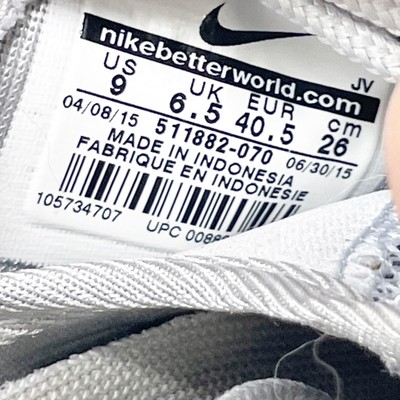 nikebetterworld.com
JV
US UK EUR cm
9 6.5 40.5 26
04/08/15 511882-070 06/30/15
MADE IN INDONESIA
FABRIQUE EN INDONESIE
105734707 UPC